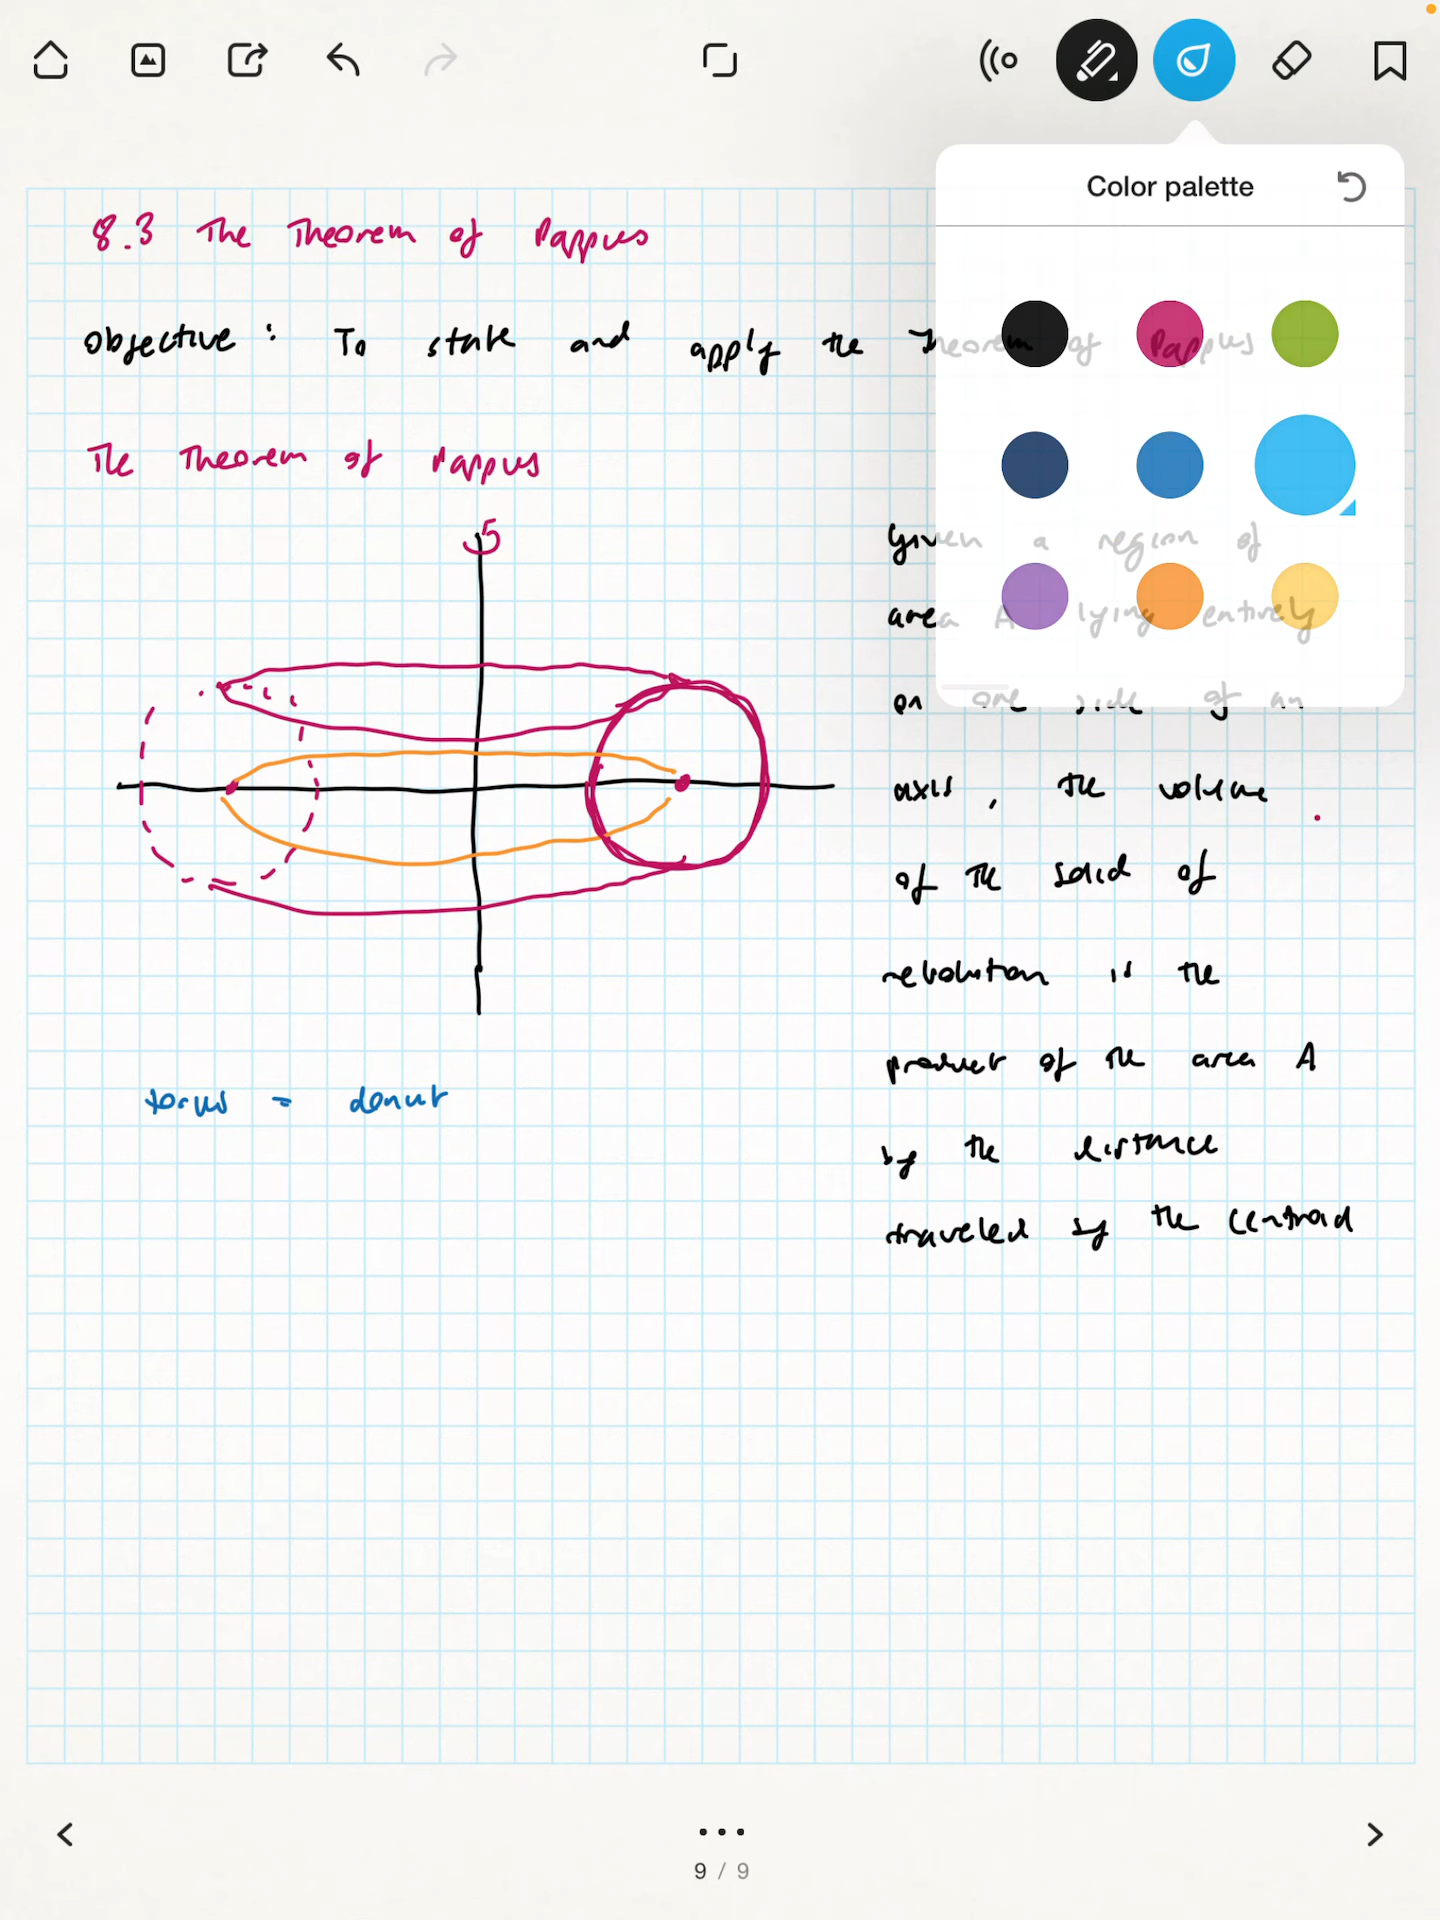 Color palette
8.3 The Theorem of Pappus
Objective : To state and apply the Theorem of Pappus
The Theorem of Pappus
Given a region of
area A lying entirely
on one side of an
axis , the volume
of the solid of
revolution is the
product of the area A
by the distance
traveled by the centroid
torus = donut
9 / 9